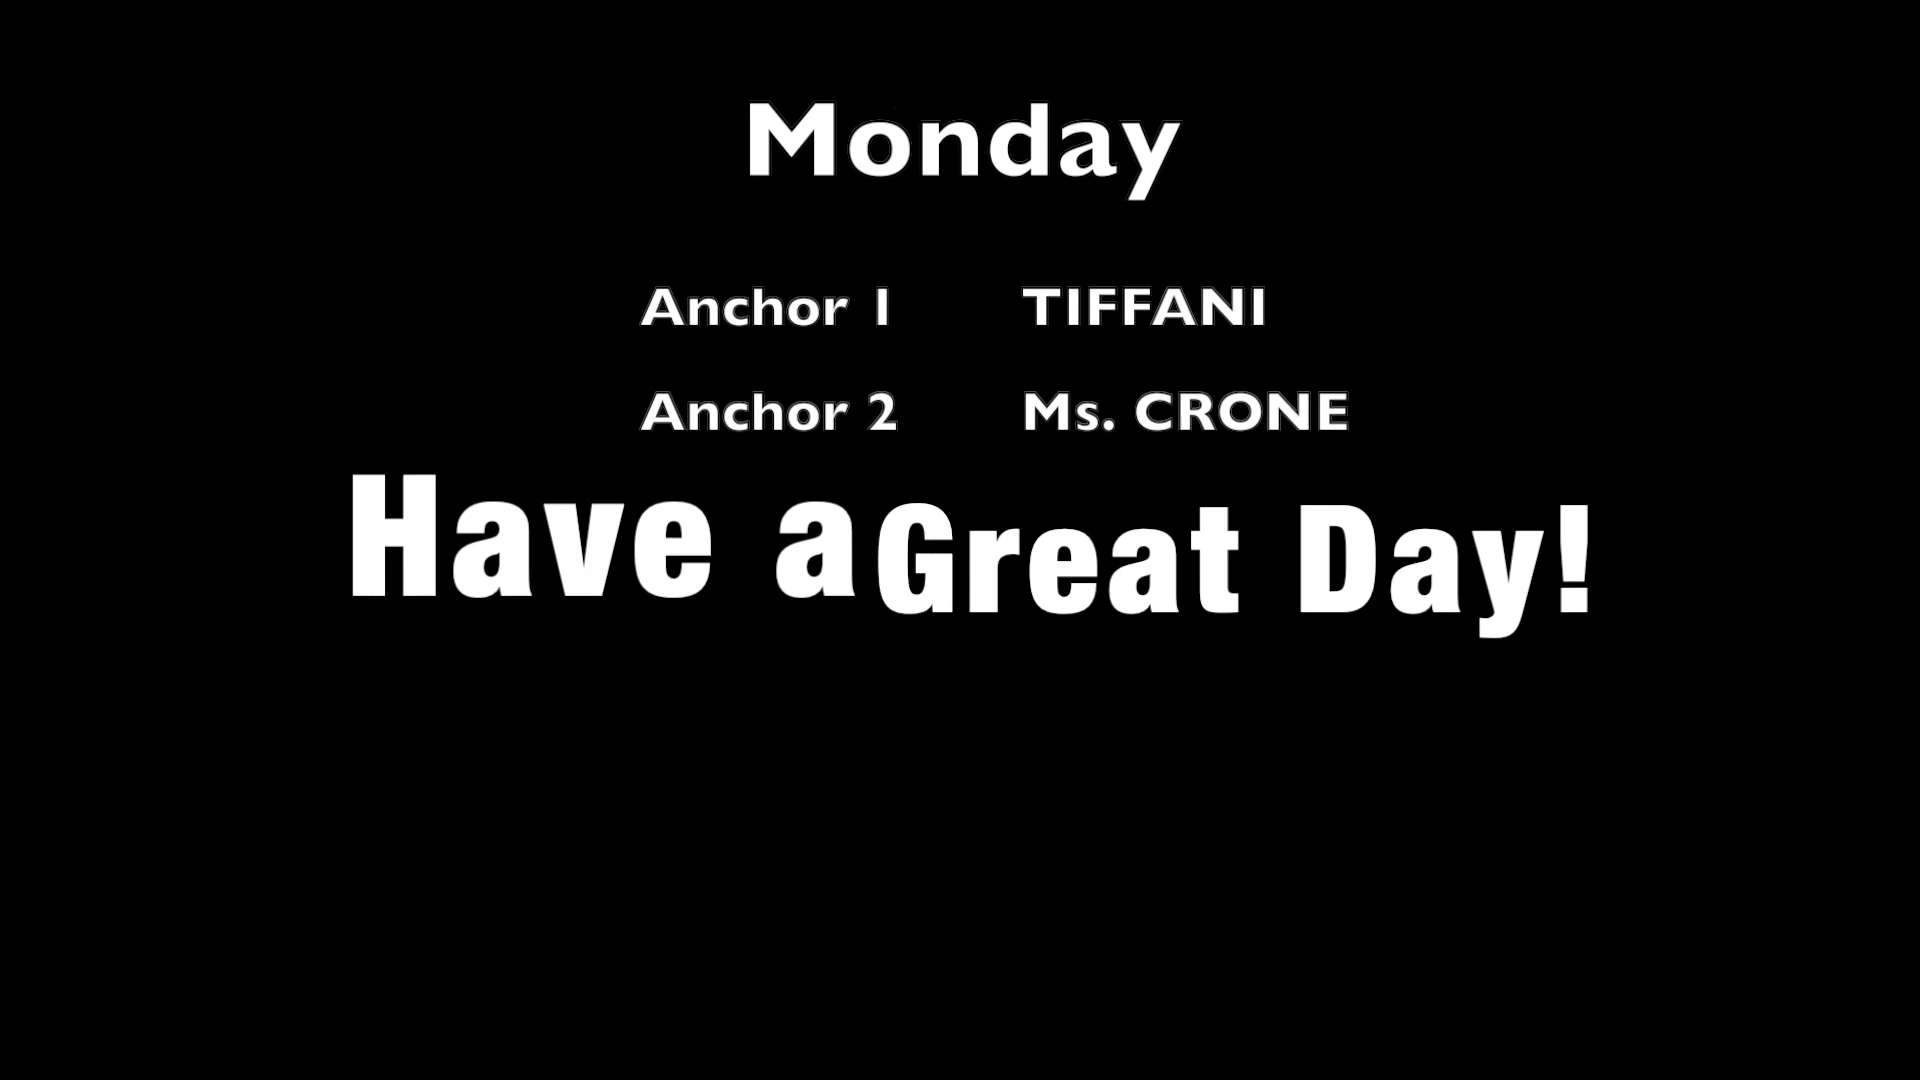 Monday
Anchor 1 TIFFANI
Anchor 2 Ms. CRONE
Have a Great Day!